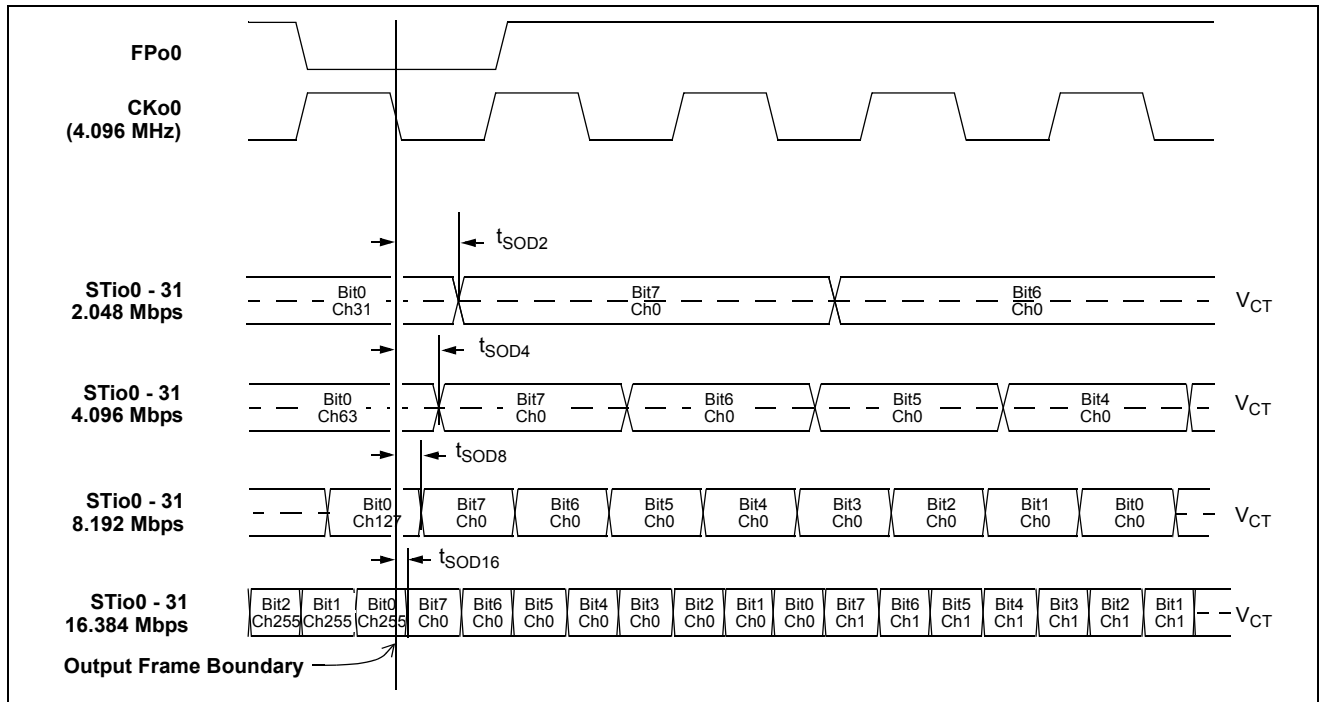 FPo0
CKo0
(4.096 MHz)
tSOD2
STio0 - 31
2.048 Mbps
Bit0
Ch31
Bit7
Ch0
Bit6
Ch0
VCT
tSOD4
STio0 - 31
4.096 Mbps
Bit0
Ch63
Bit7
Ch0
Bit6
Ch0
Bit5
Ch0
Bit4
Ch0
VCT
tSOD8
STio0 - 31
8.192 Mbps
Bit0
Ch127
Bit7
Ch0
Bit6
Ch0
Bit5
Ch0
Bit4
Ch0
Bit3
Ch0
Bit2
Ch0
Bit1
Ch0
Bit0
Ch0
VCT
tSOD16
STio0 - 31
16.384 Mbps
Bit2
Ch255
Bit1
Ch255
Bit0
Ch255
Bit7
Ch0
Bit6
Ch0
Bit5
Ch0
Bit4
Ch0
Bit3
Ch0
Bit2
Ch0
Bit1
Ch0
Bit0
Ch0
Bit7
Ch1
Bit6
Ch1
Bit5
Ch1
Bit4
Ch1
Bit3
Ch1
Bit2
Ch1
Bit1
Ch1
VCT
Output Frame Boundary